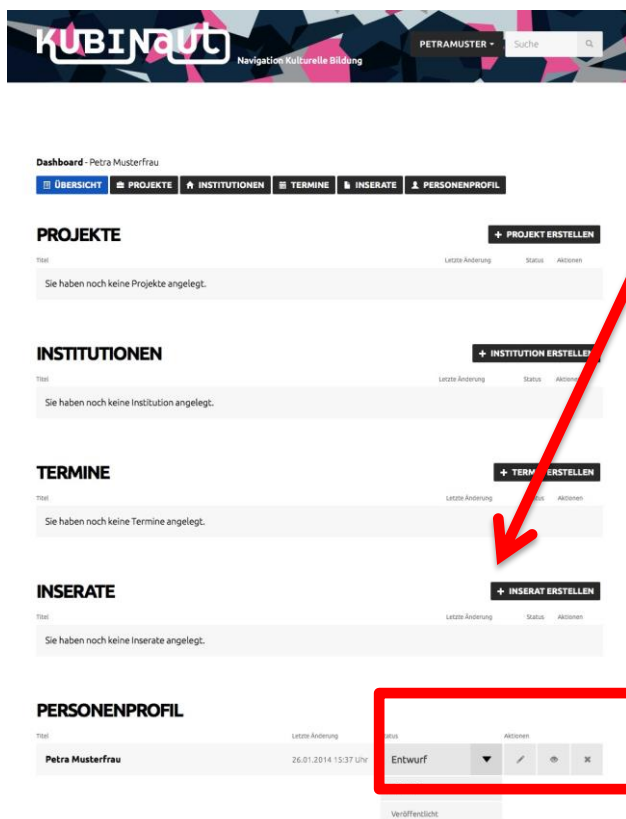 KUBINaUt
Navigation Kulturelle Bildung
PETRAMUSTER
Suche
Dashboard - Petra Musterfrau
ÜBERSICHT PROJEKTE INSTITUTIONEN TERMINE INSERATE PERSONENPROFIL
PROJEKTE
+ PROJEKT ERSTELLEN
Titel Letzte Änderung Status Aktionen
Sie haben noch keine Projekte angelegt.
INSTITUTIONEN
+ INSTITUTION ERSTELLEN
Titel Letzte Änderung Status Aktionen
Sie haben noch keine Institution angelegt.
TERMINE
+ ERSTELLEN
Titel Letzte Änderung Aktionen
Sie haben noch keine Termine angelegt.
INSERATE
+ INSERAT ERSTELLEN
Titel Letzte Änderung Status Aktionen
Sie haben noch keine Inserate angelegt.
PERSONENPROFIL
Titel Letzte Änderung Status Aktionen
Petra Musterfrau 26.01.2014 15:37 Uhr Entwurf
Veröffentlicht